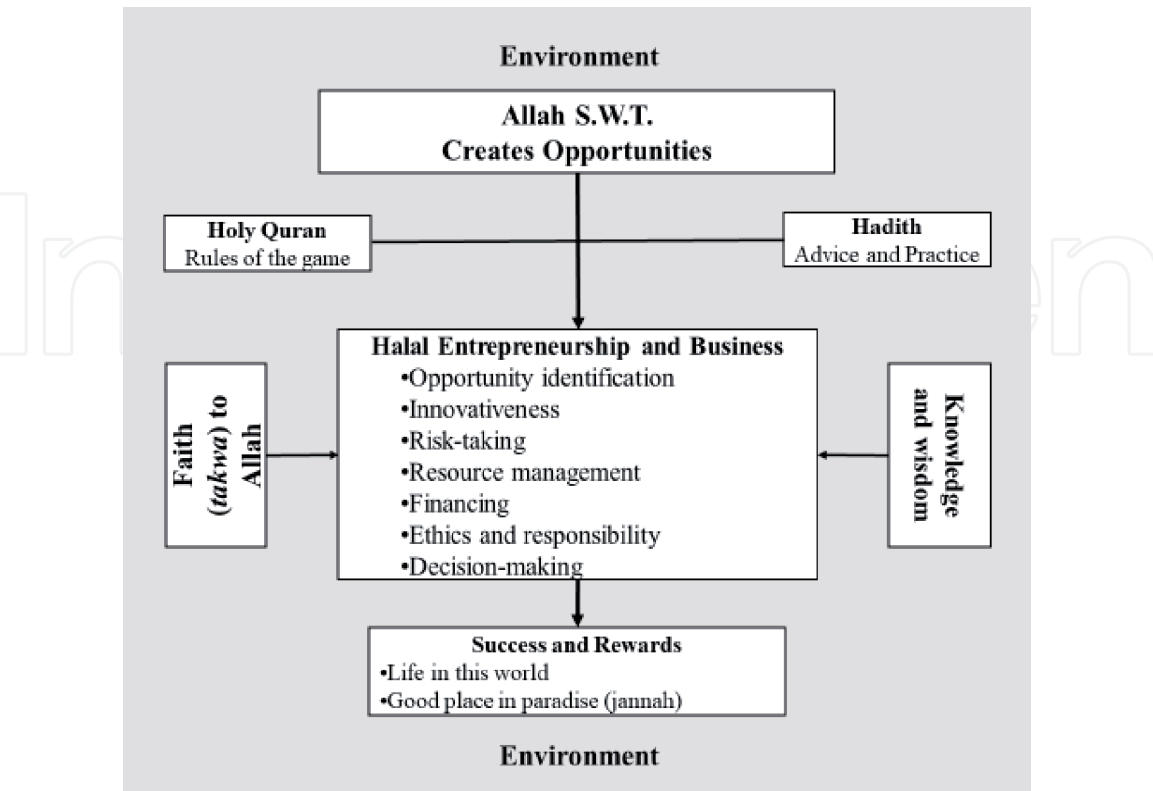 Environment
Allah S.W.T.
Creates Opportunities
Holy Quran
Rules of the game
Hadith
Advice and Practice
Halal Entrepreneurship and Business
•Opportunity identification
•Innovativeness
•Risk-taking
•Resource management
•Financing
•Ethics and responsibility
•Decision-making
Faith
(takwa) to
Allah
Knowledge
and wisdom
Success and Rewards
•Life in this world
•Good place in paradise (jannah)
Environment